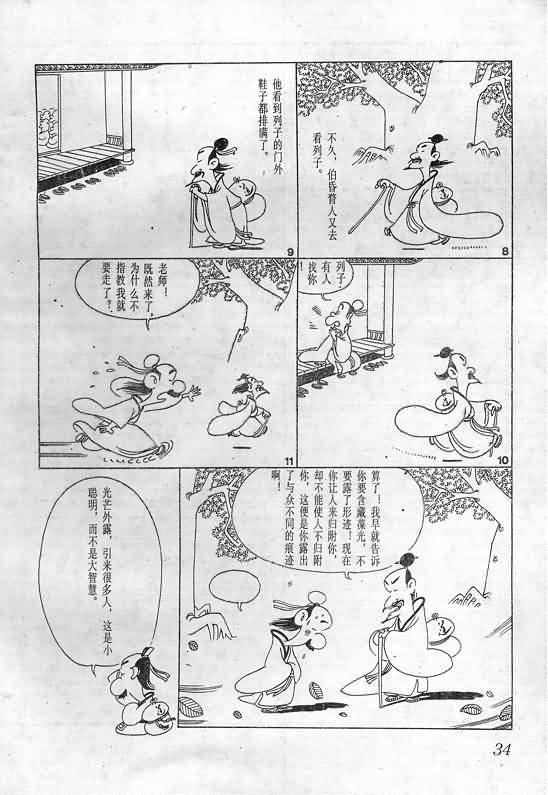 不久，伯昏瞀人又去
看列子。
8
他看到列子的门外
鞋子都排满了。
9
列子！
有人
找你
！
10
老师！
既然来了，
为什么不
指教我就
要走了？
11
算了！我早就告诉
你要含藏葆光，不
要露了形迹！现在
你让人来归附你，
却不能使人不归附
你，这便是你露出
了与众不同的痕迹
啊！
光芒外露，引来很多人，这是小
聪明，而不是大智慧。
34